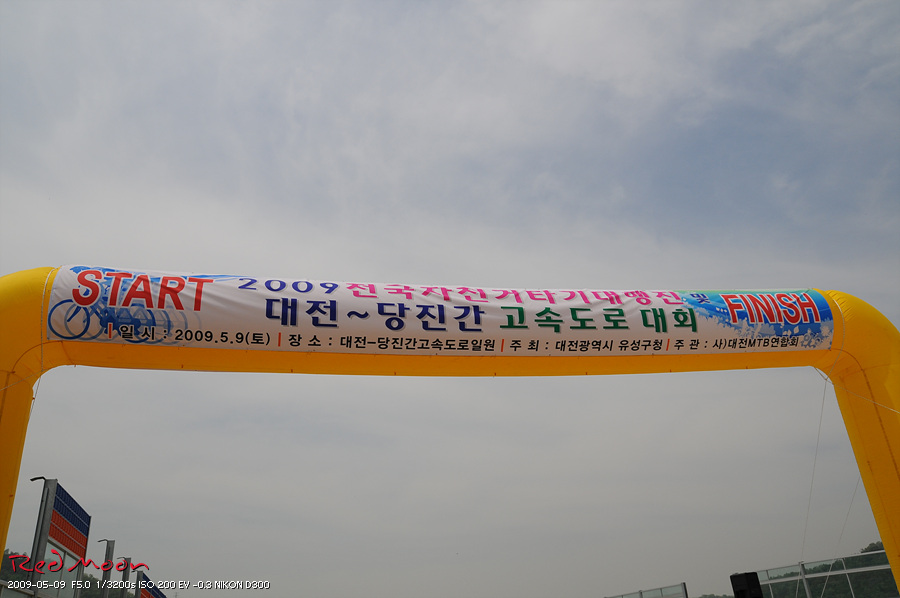 START 2009 전국자전거타기대행진 및 FINISH
대전~당진간 고속도로 대회
일시 : 2009.5.9(토) | 장소 : 대전-당진간고속도로일원 | 주최 : 대전광역시 유성구청 | 주관 : 사)대전MTB연합회
Red Moon
2009-05-09 F5.0 1/3200s ISO 200 EV -0.3 NIKON D300